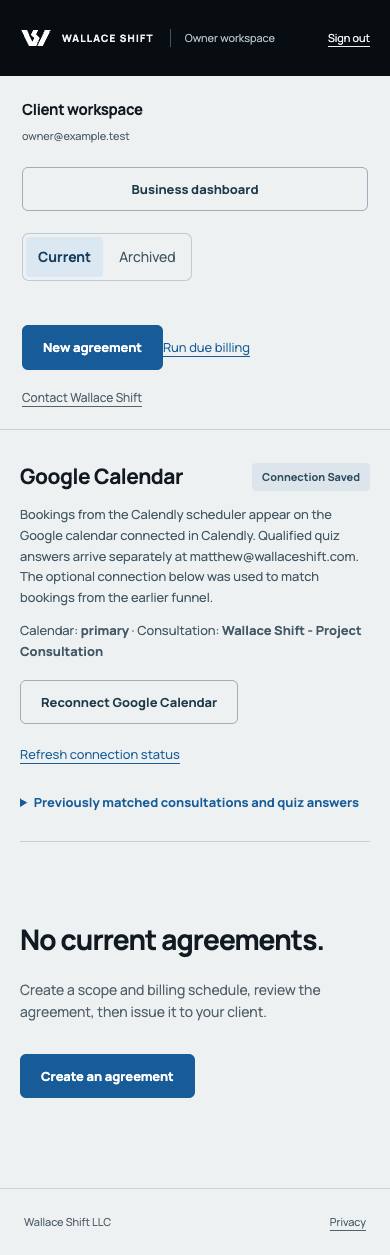 WALLACE SHIFT Owner workspace Sign out
Client workspace
owner@example.test
Business dashboard
Current Archived
New agreement Run due billing
Contact Wallace Shift
Google Calendar Connection Saved
Bookings from the Calendly scheduler appear on the
Google calendar connected in Calendly. Qualified quiz
answers arrive separately at matthew@wallaceshift.com.
The optional connection below was used to match
bookings from the earlier funnel.
Calendar: primary · Consultation: Wallace Shift - Project
Consultation
Reconnect Google Calendar
Refresh connection status
Previously matched consultations and quiz answers
No current agreements.
Create a scope and billing schedule, review the
agreement, then issue it to your client.
Create an agreement
Wallace Shift LLC Privacy